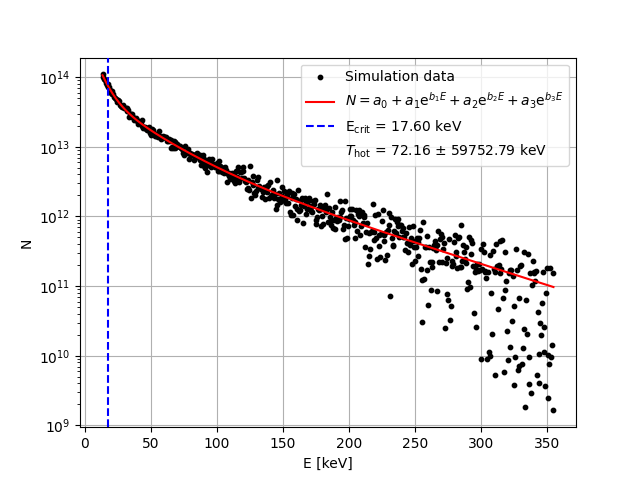 Simulation data
N = a₀ + a₁e^{b₁E} + a₂e^{b₂E} + a₃e^{b₃E}
E_crit = 17.60 keV
T_hot = 72.16 ± 59752.79 keV
10¹⁴
10¹³
10¹²
10¹¹
10¹⁰
10⁹
N
0 50 100 150 200 250 300 350
E [keV]